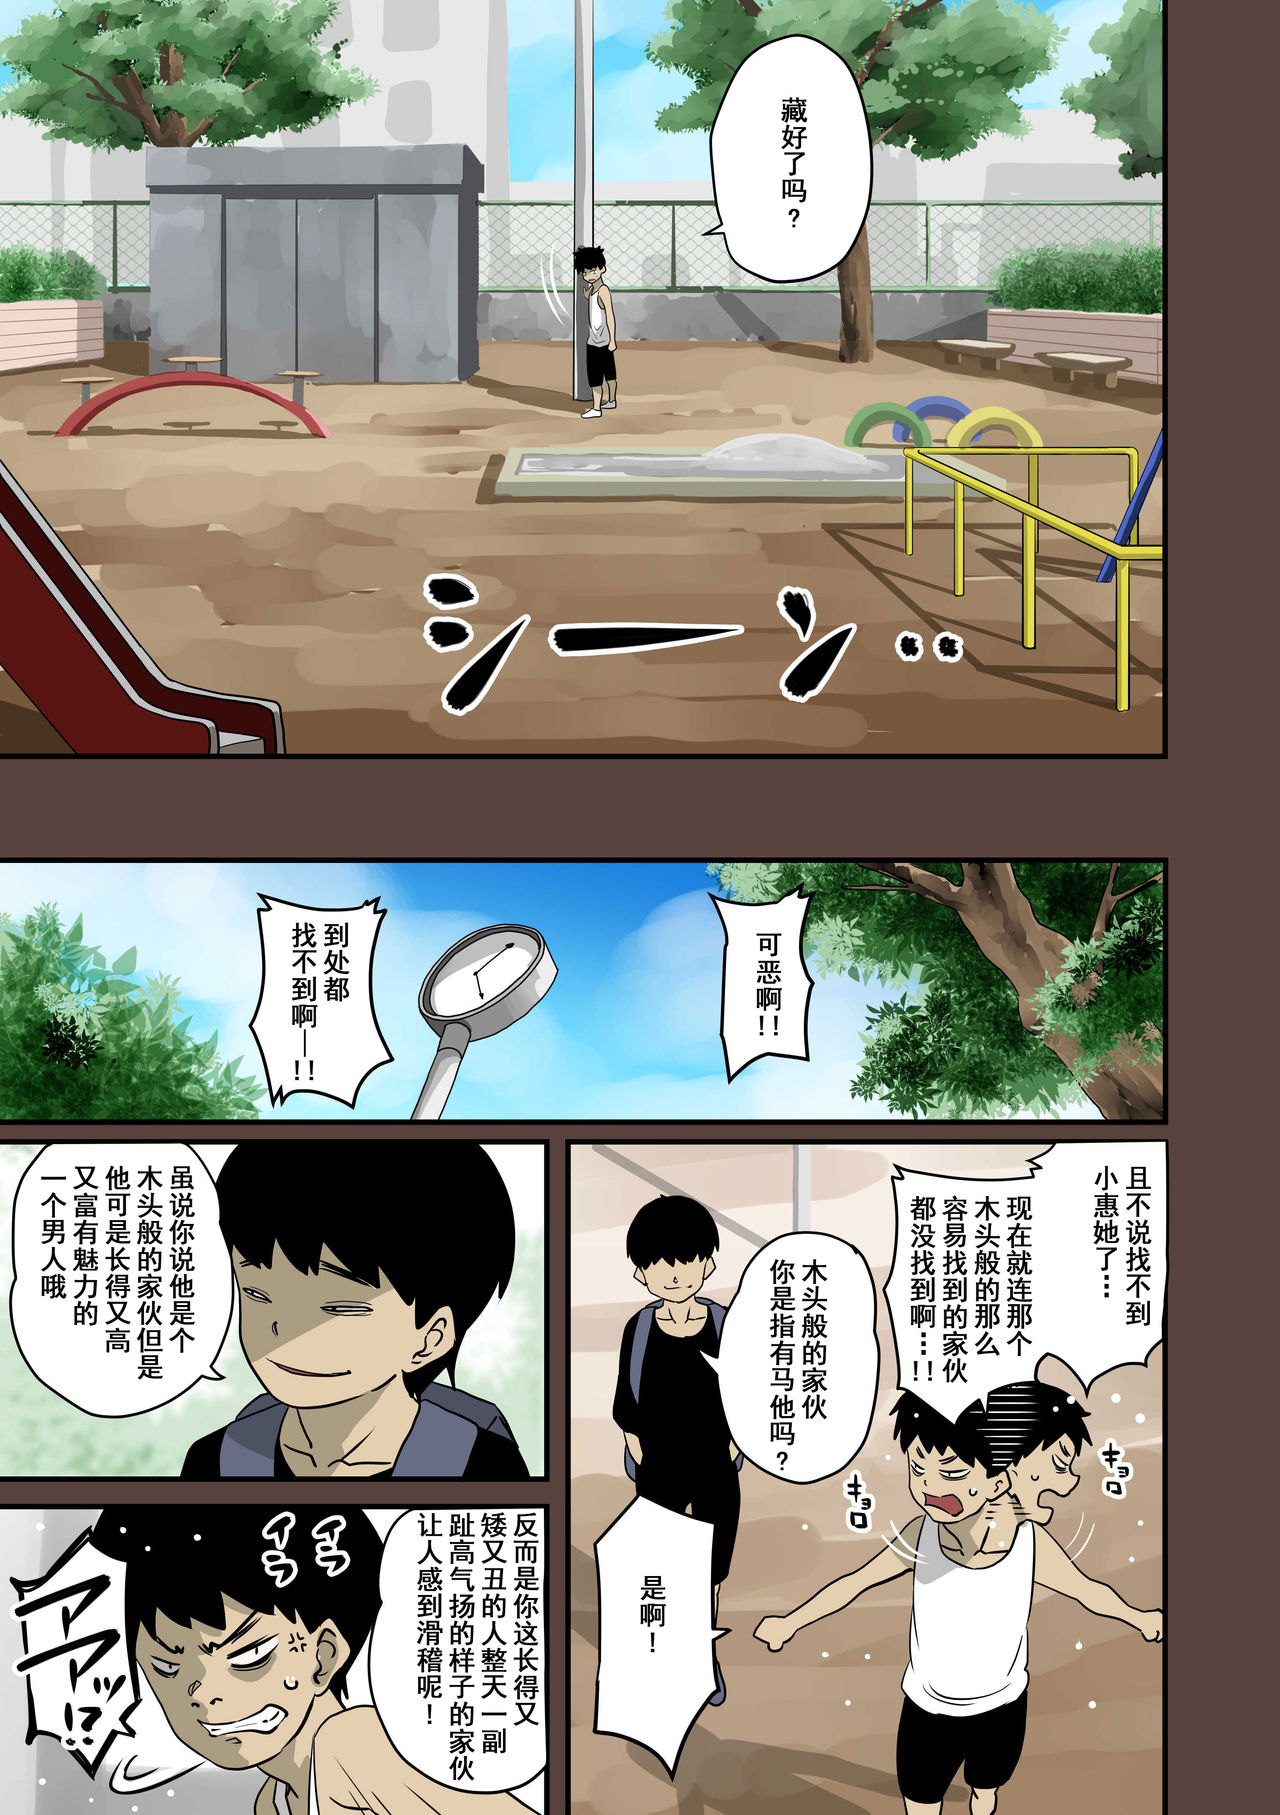 藏好了吗?
シーン‥
可恶啊!!
到处都
找不到啊—!!
且不说找不到
小惠她了…
现在就连那个
木头般的那么
容易找到的家伙
都没找到啊…!!
キョロ
キョロ
木头般的家伙
你是指有马他吗?
是啊!
虽说你说他是个
木头般的家伙但是
他可是长得又高
又富有魅力的
一个男人哦
反而是你这长得又
矮又丑的人整天一副
趾高气扬的样子的家伙
让人感到滑稽呢!
イラ
イラ
アァ!?